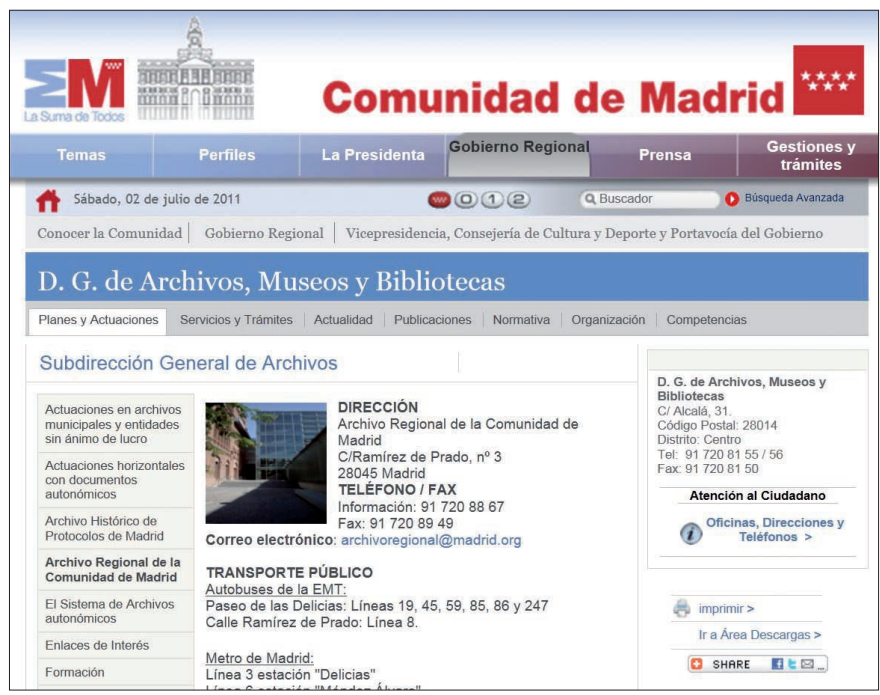 La Suma de Todos
Comunidad de Madrid
Temas
Perfiles
La Presidenta
Gobierno Regional
Prensa
Gestiones y
trámites
Sábado, 02 de julio de 2011
0 1 2
Buscador
Búsqueda Avanzada
Conocer la Comunidad
Gobierno Regional
Vicepresidencia, Consejería de Cultura y Deporte y Portavocía del Gobierno
D. G. de Archivos, Museos y Bibliotecas
Planes y Actuaciones
Servicios y Trámites
Actualidad
Publicaciones
Normativa
Organización
Competencias
Subdirección General de Archivos
Actuaciones en archivos
municipales y entidades
sin ánimo de lucro
Actuaciones horizontales
con documentos
autonómicos
Archivo Histórico de
Protocolos de Madrid
Archivo Regional de la
Comunidad de Madrid
El Sistema de Archivos
autonómicos
Enlaces de Interés
Formación
DIRECCIÓN
Archivo Regional de la Comunidad de
Madrid
C/Ramírez de Prado, nº 3
28045 Madrid
TELÉFONO / FAX
Información: 91 720 88 67
Fax: 91 720 89 49
Correo electrónico: archivoregional@madrid.org
TRANSPORTE PÚBLICO
Autobuses de la EMT:
Paseo de las Delicias: Líneas 19, 45, 59, 85, 86 y 247
Calle Ramírez de Prado: Línea 8.
Metro de Madrid:
Línea 3 estación "Delicias"
Línea 6 estación "Méndez Álvaro"
D. G. de Archivos, Museos y
Bibliotecas
C/ Alcalá, 31.
Código Postal: 28014
Distrito: Centro
Tel: 91 720 81 55 / 56
Fax: 91 720 81 50
Atención al Ciudadano
Oficinas, Direcciones y
Teléfonos >
imprimir >
Ir a Área Descargas >
SHARE